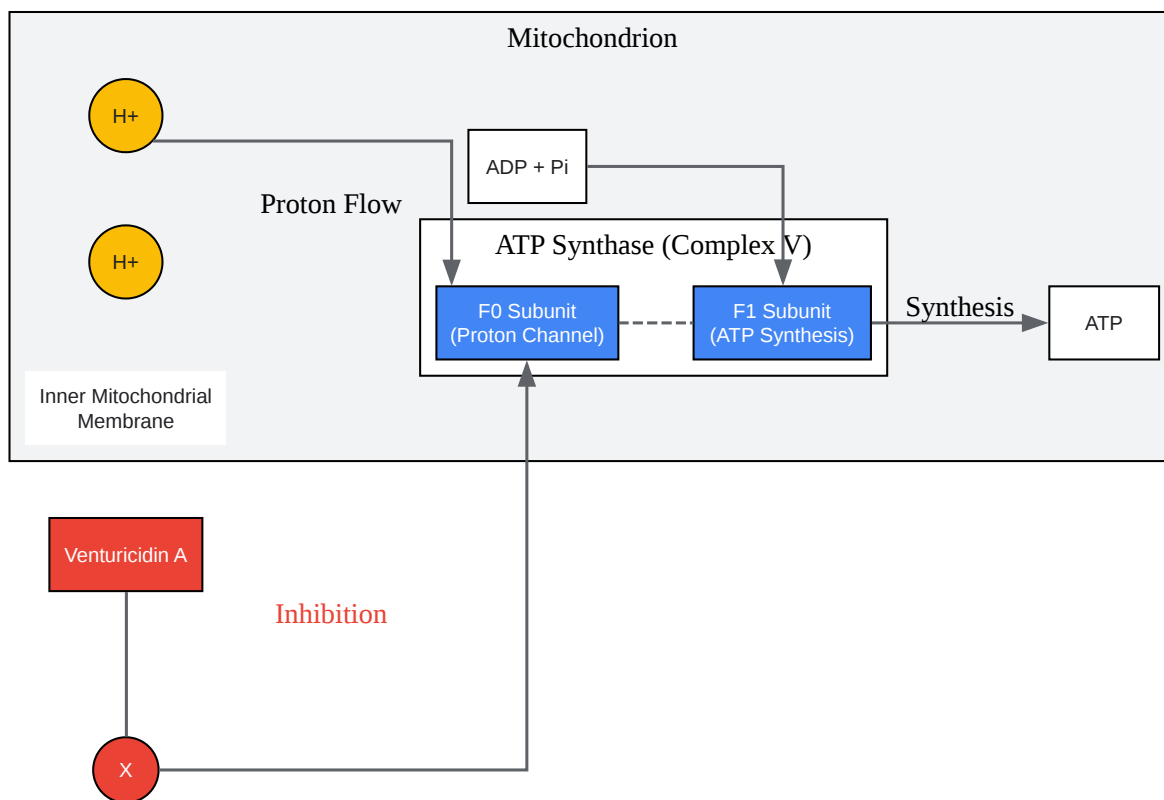 Mitochondrion
H+
ADP + Pi
Proton Flow
H+
ATP Synthase (Complex V)
F0 Subunit
(Proton Channel)
F1 Subunit
(ATP Synthesis)
Synthesis
ATP
Inner Mitochondrial
Membrane
Venturicidin A
Inhibition
X